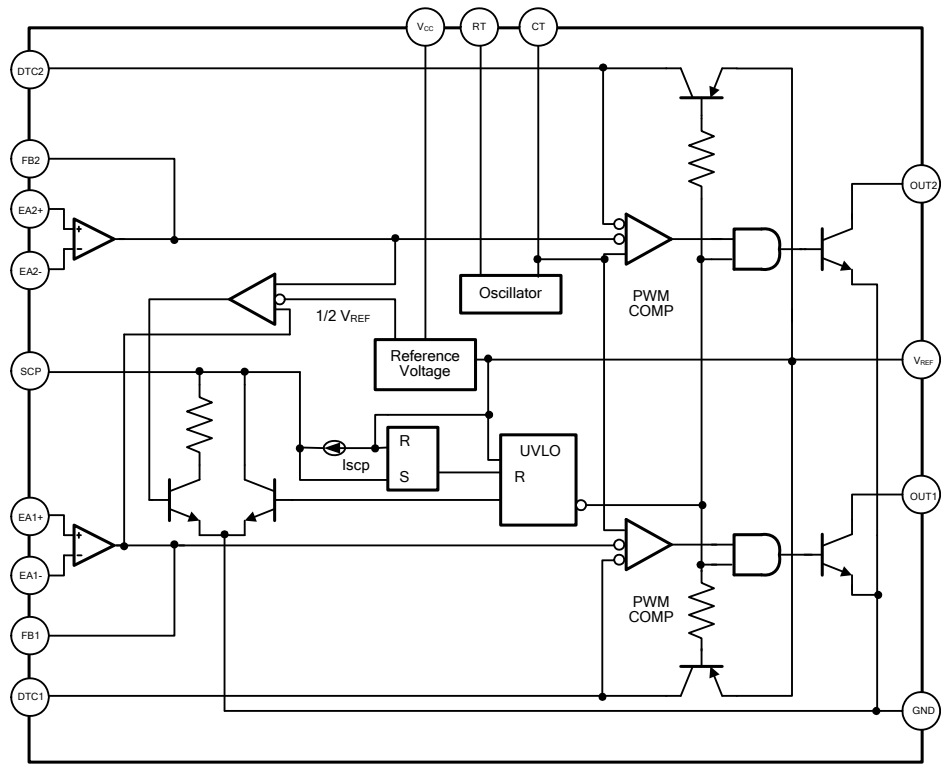 VCC
RT
CT
DTC2
FB2
EA2+
EA2-
+
−
OUT2
Oscillator
PWM
COMP
1/2 VREF
Reference
Voltage
VREF
SCP
R
S
Iscp
UVLO
R
OUT1
EA1+
EA1-
+
−
PWM
COMP
FB1
DTC1
GND